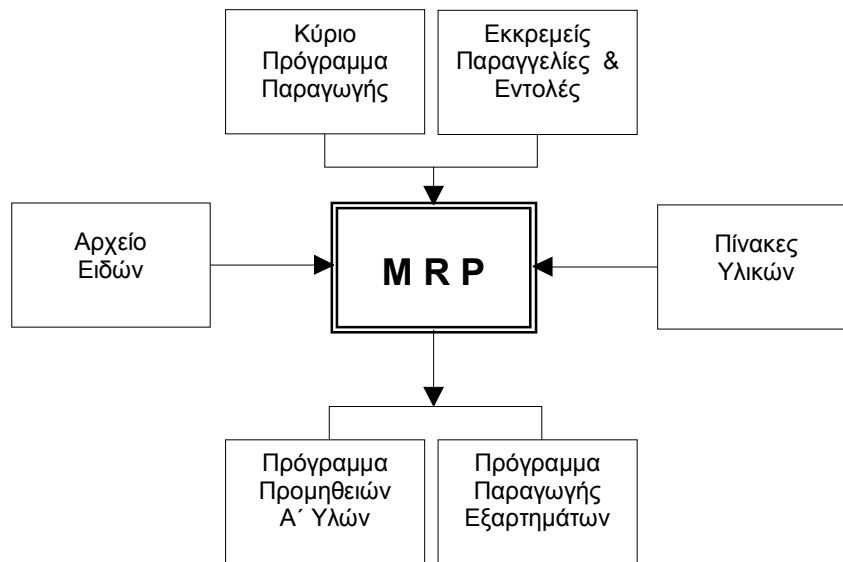 Κύριο
Πρόγραμμα
Παραγωγής
Εκκρεμείς
Παραγγελίες &
Εντολές
Αρχείο
Ειδών
M R P
Πίνακες
Υλικών
Πρόγραμμα
Προμηθειών
Α΄ Υλών
Πρόγραμμα
Παραγωγής
Εξαρτημάτων